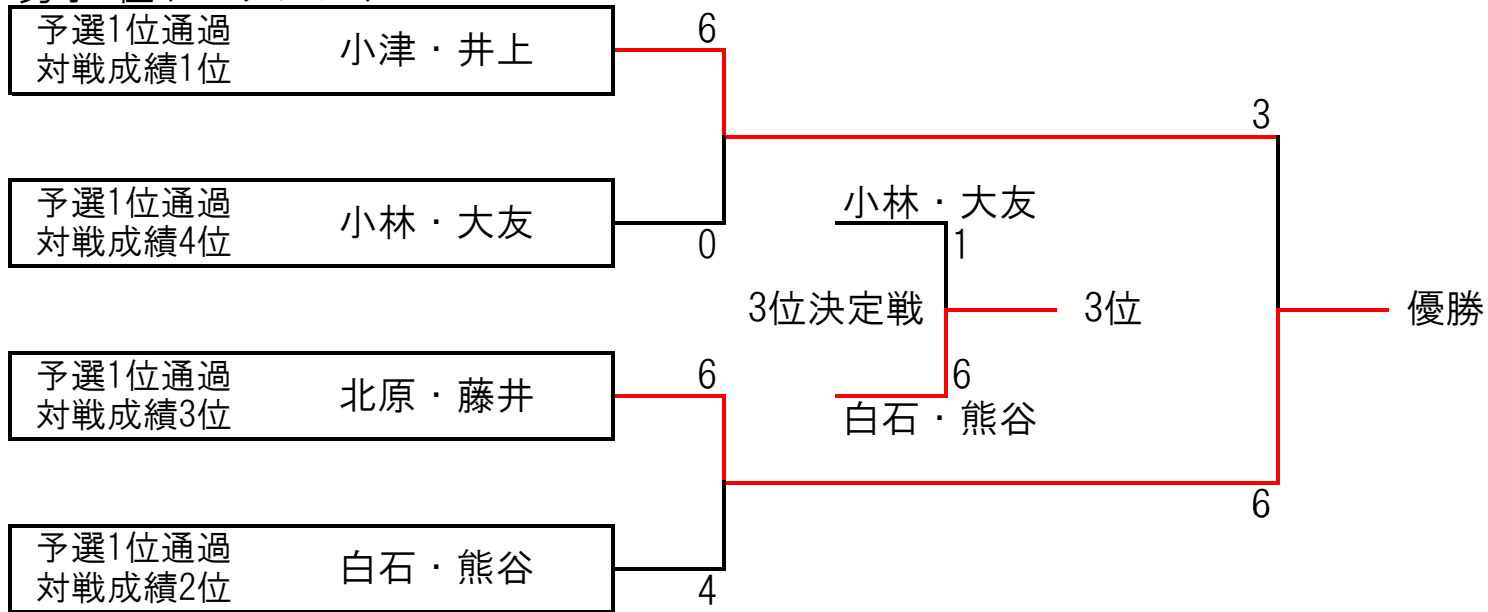 予選1位通過
対戦成績1位
小津・井上
6
3
予選1位通過
対戦成績4位
小林・大友
0
小林・大友
1
3位決定戦
3位
優勝
予選1位通過
対戦成績3位
北原・藤井
6
6
白石・熊谷
6
予選1位通過
対戦成績2位
白石・熊谷
4